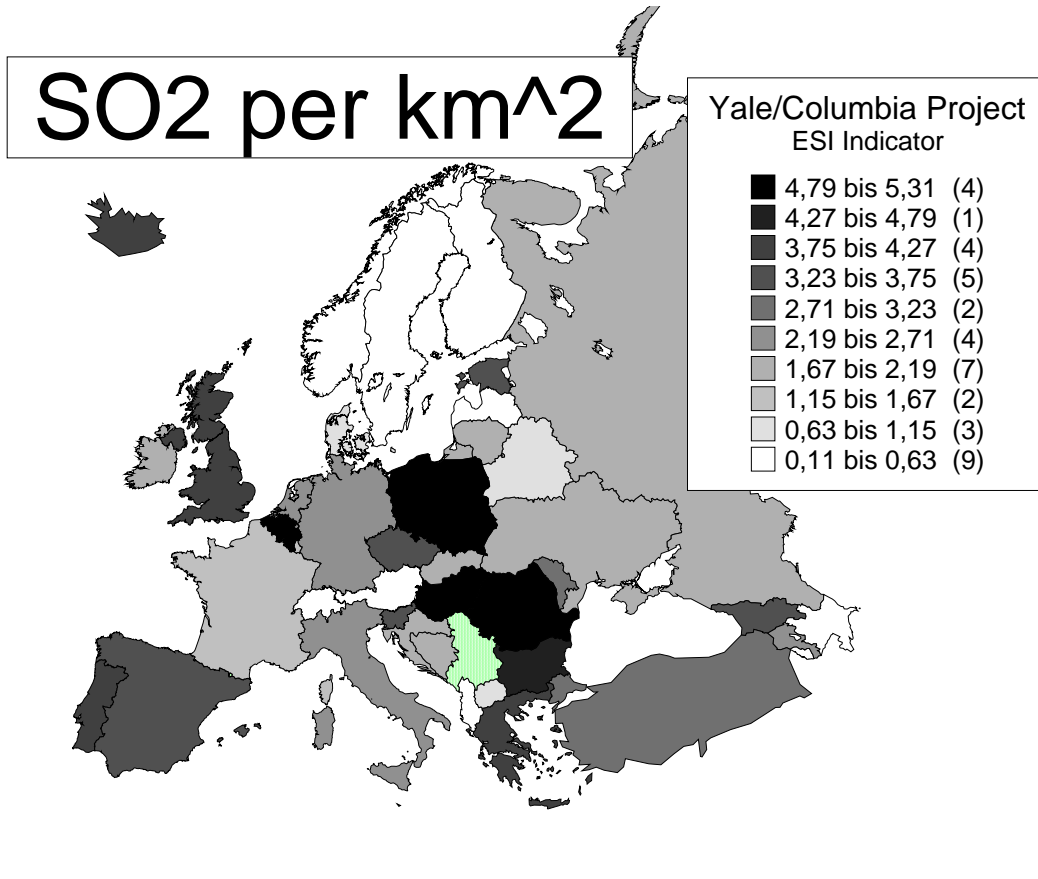 SO2 per km^2
Yale/Columbia Project
ESI Indicator
4,79 bis 5,31 (4)
4,27 bis 4,79 (1)
3,75 bis 4,27 (4)
3,23 bis 3,75 (5)
2,71 bis 3,23 (2)
2,19 bis 2,71 (4)
1,67 bis 2,19 (7)
1,15 bis 1,67 (2)
0,63 bis 1,15 (3)
0,11 bis 0,63 (9)